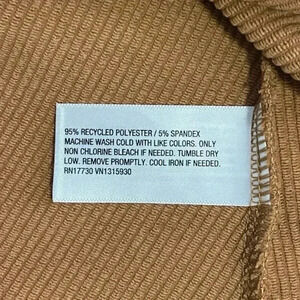 95% RECYCLED POLYESTER / 5% SPANDEX
MACHINE WASH COLD WITH LIKE COLORS. ONLY
NON CHLORINE BLEACH IF NEEDED. TUMBLE DRY
LOW. REMOVE PROMPTLY. COOL IRON IF NEEDED.
RN17730 VN1315930